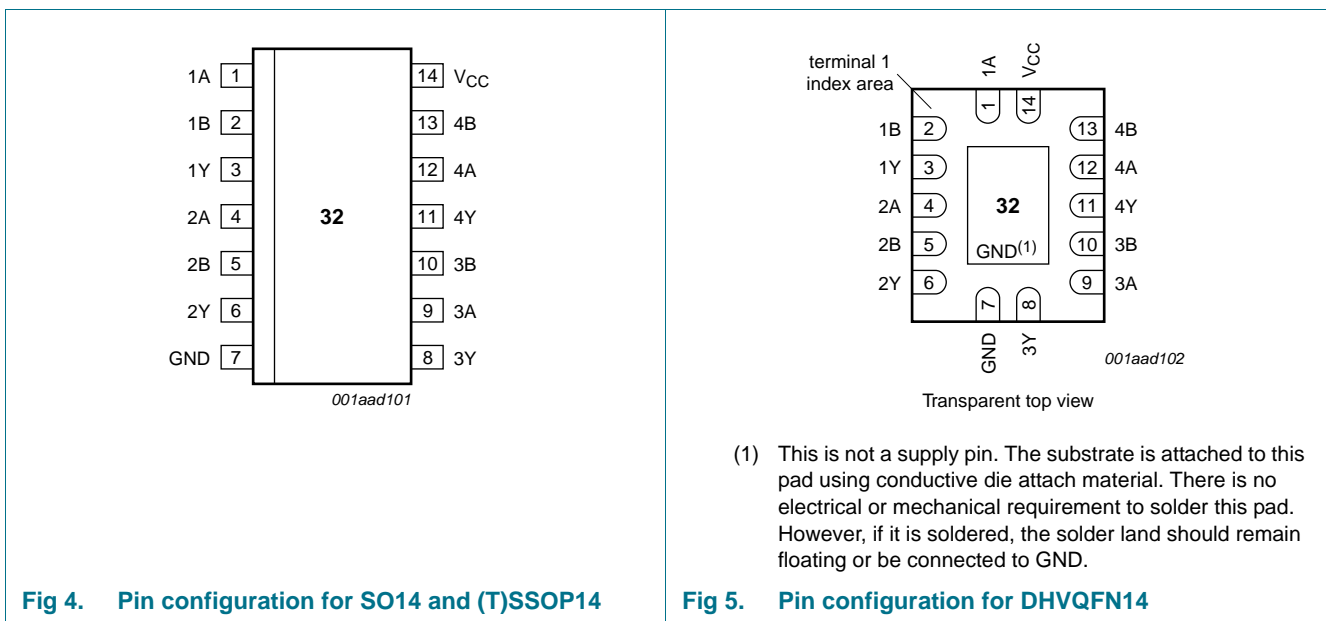 1A 1 14 VCC
1B 2 13 4B
1Y 3 12 4A
2A 4 32 11 4Y
2B 5 10 3B
2Y 6 9 3A
GND 7 8 3Y
001aad101
Fig 4. Pin configuration for SO14 and (T)SSOP14
terminal 1
index area
1A VCC
1 14
1B 2 13 4B
1Y 3 12 4A
2A 4 32 11 4Y
2B 5 GND(1) 10 3B
2Y 6 9 3A
7 8
GND 3Y
001aad102
Transparent top view
(1) This is not a supply pin. The substrate is attached to this
pad using conductive die attach material. There is no
electrical or mechanical requirement to solder this pad.
However, if it is soldered, the solder land should remain
floating or be connected to GND.
Fig 5. Pin configuration for DHVQFN14